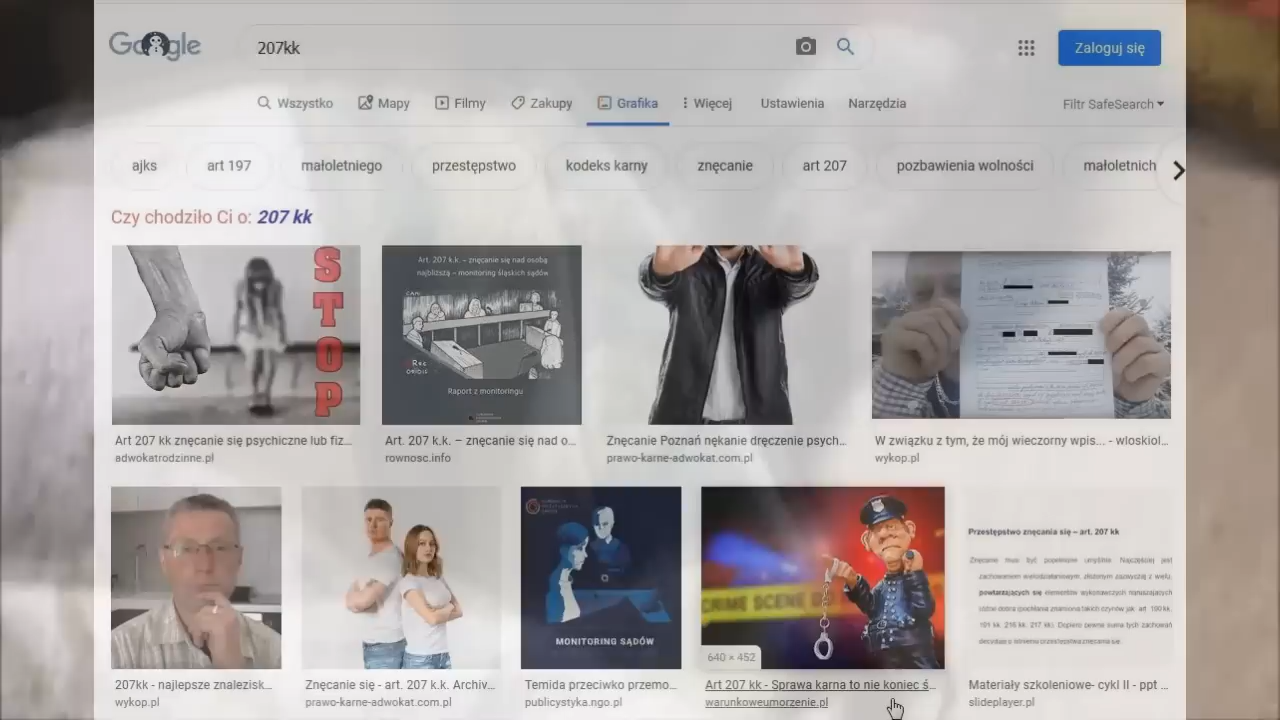 Google
207kk
Zaloguj się
Wszystko
Mapy
Filmy
Zakupy
Grafika
Więcej
Ustawienia
Narzędzia
Filtr SafeSearch
ajks
art 197
małoletniego
przestępstwo
kodeks karny
znęcanie
art 207
pozbawienia wolności
małoletnich
Czy chodziło Ci o: 207 kk
STOP
Art. 207 k.k. – znęcanie się nad osobą
najbliższą – monitoring śląskich sądów
Raport z monitoringu
Art 207 kk znęcanie się psychiczne lub fiz...
adwokatrodzinne.pl
Art. 207 k.k. – znęcanie się nad o...
rownosc.info
Znęcanie Poznań nękanie dręczenie psych...
prawo-karne-adwokat.com.pl
W związku z tym, że mój wieczorny wpis... - wloskiol...
wykop.pl
MONITORING SĄDÓW
CRIME SCENE
640 × 452
Przestępstwo znęcania się – art. 207 kk
207kk - najlepsze znalezisk...
wykop.pl
Znęcanie się - art. 207 k.k. Archiv...
prawo-karne-adwokat.com.pl
Temida przeciwko przemo...
publicystyka.ngo.pl
Art 207 kk - Sprawa karna to nie koniec ś...
warunkoweumorzenie.pl
Materiały szkoleniowe- cykl II - ppt ...
slideplayer.pl